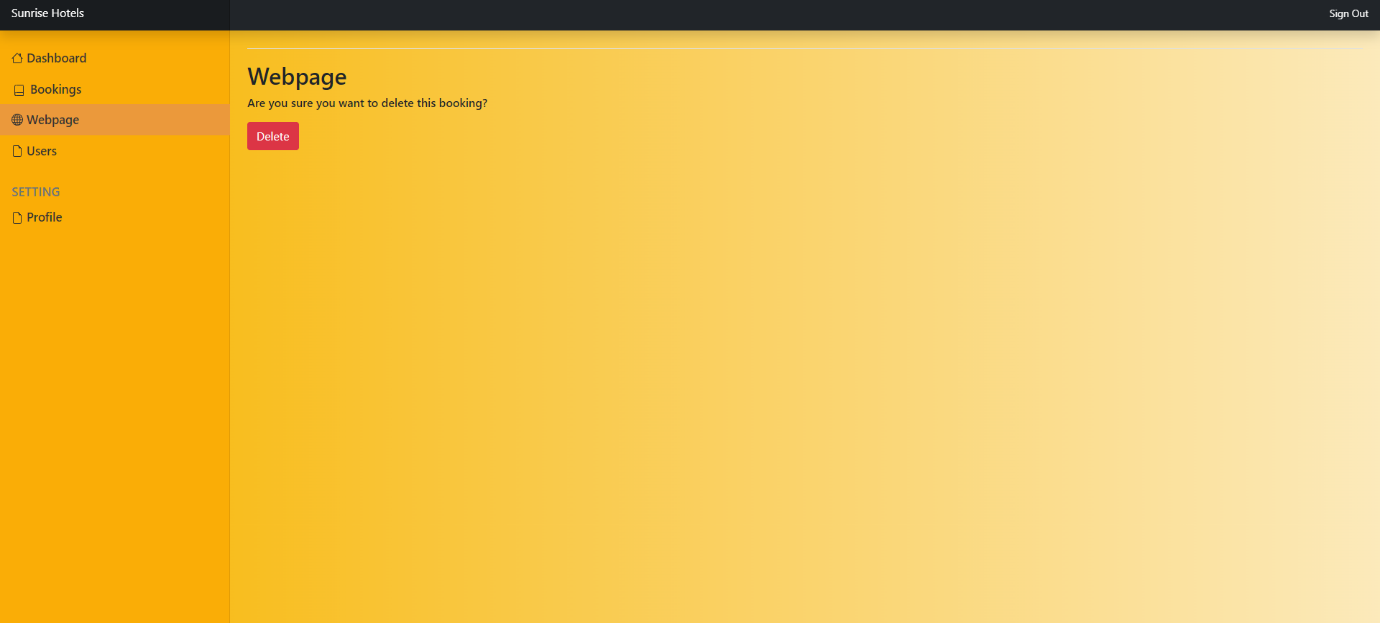 Sunrise Hotels
Sign Out
Dashboard
Bookings
Webpage
Users
SETTING
Profile
Webpage
Are you sure you want to delete this booking?
Delete